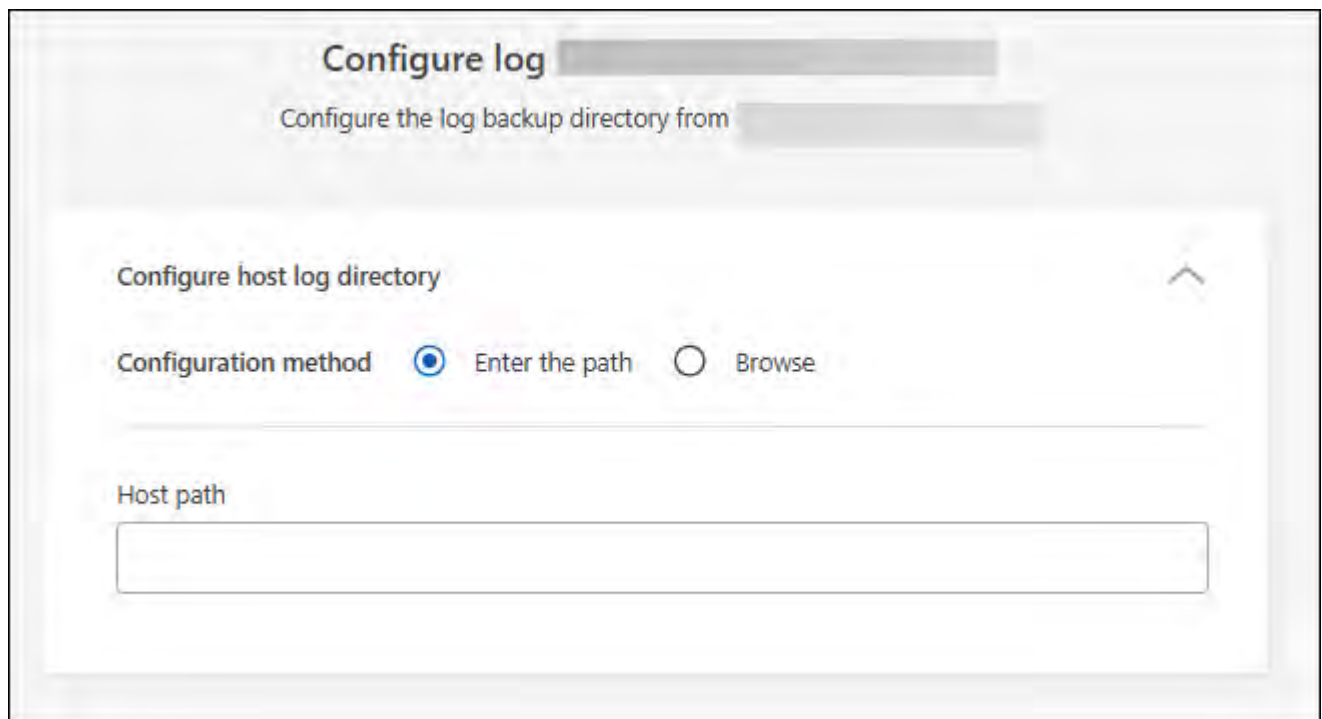 Configure log
Configure the log backup directory from
Configure host log directory
Configuration method Enter the path Browse
Host path